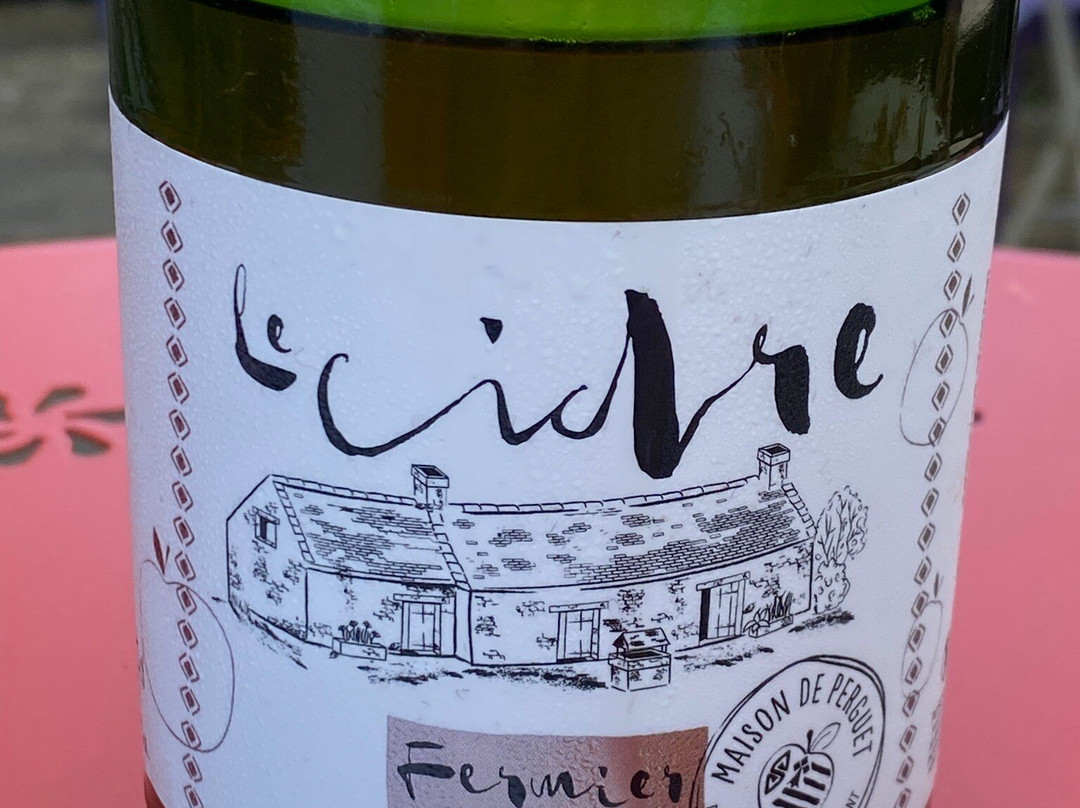 le cidre
Fermier
MAISON DE PERGUET